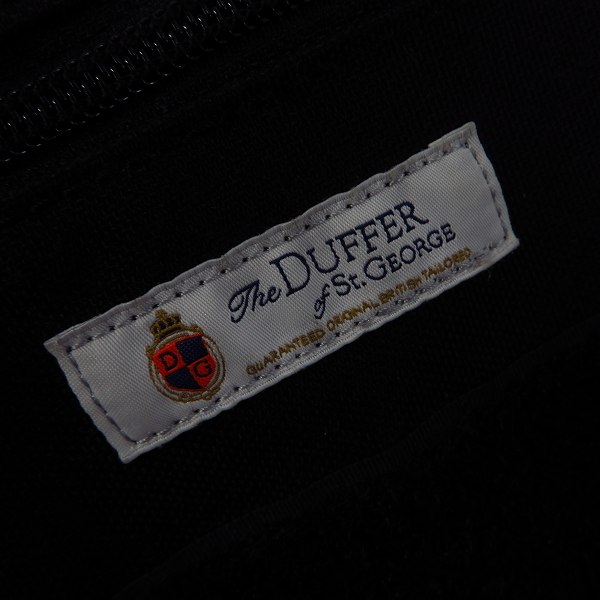 The DUFFER
of St. GEORGE
GUARANTEED ORIGINAL BRITISH TAILORED
D
G